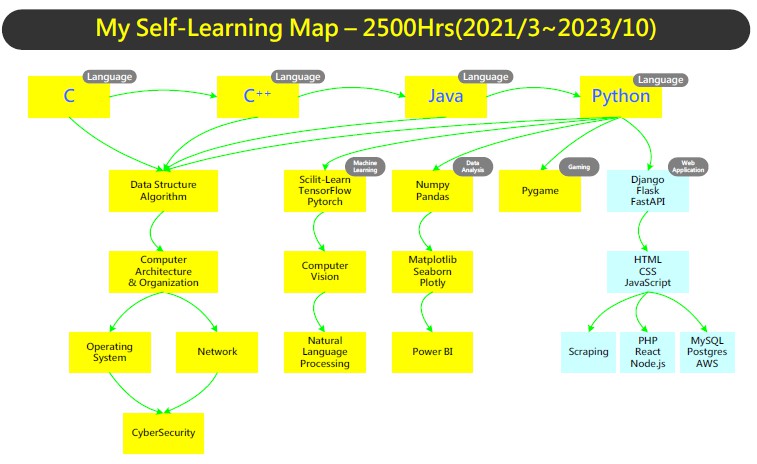 My Self-Learning Map – 2500Hrs(2021/3~2023/10)
Language
Language
Language
Language
C
C++
Java
Python
Machine
Learning
Data
Analysis
Gaming
Web
Application
Data Structure
Algorithm
Scilit-Learn
TensorFlow
Pytorch
Numpy
Pandas
Pygame
Django
Flask
FastAPI
Computer
Architecture
& Organization
Computer
Vision
Matplotlib
Seaborn
Plotly
HTML
CSS
JavaScript
Operating
System
Network
Natural
Language
Processing
Power BI
Scraping
PHP
React
Node.js
MySQL
Postgres
AWS
CyberSecurity